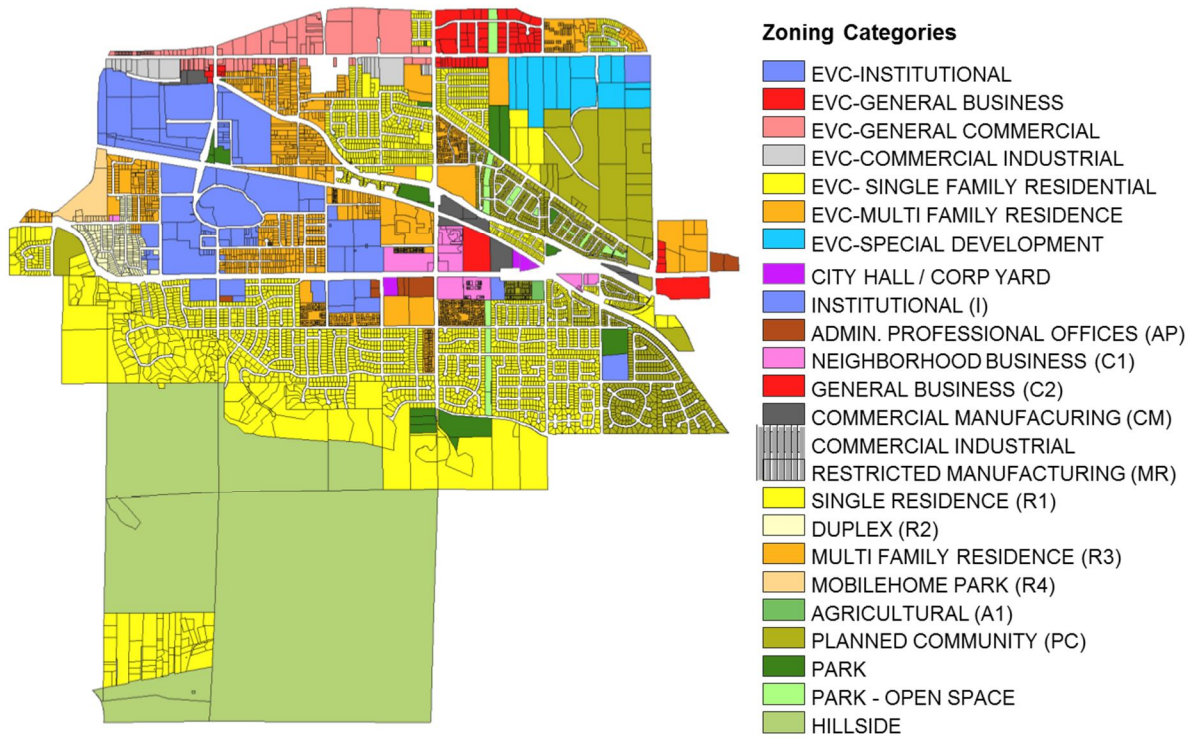 Zoning Categories
EVC-INSTITUTIONAL
EVC-GENERAL BUSINESS
EVC-GENERAL COMMERCIAL
EVC-COMMERCIAL INDUSTRIAL
EVC- SINGLE FAMILY RESIDENTIAL
EVC-MULTI FAMILY RESIDENCE
EVC-SPECIAL DEVELOPMENT
CITY HALL / CORP YARD
INSTITUTIONAL (I)
ADMIN. PROFESSIONAL OFFICES (AP)
NEIGHBORHOOD BUSINESS (C1)
GENERAL BUSINESS (C2)
COMMERCIAL MANUFACURING (CM)
COMMERCIAL INDUSTRIAL
RESTRICTED MANUFACTURING (MR)
SINGLE RESIDENCE (R1)
DUPLEX (R2)
MULTI FAMILY RESIDENCE (R3)
MOBILEHOME PARK (R4)
AGRICULTURAL (A1)
PLANNED COMMUNITY (PC)
PARK
PARK - OPEN SPACE
HILLSIDE